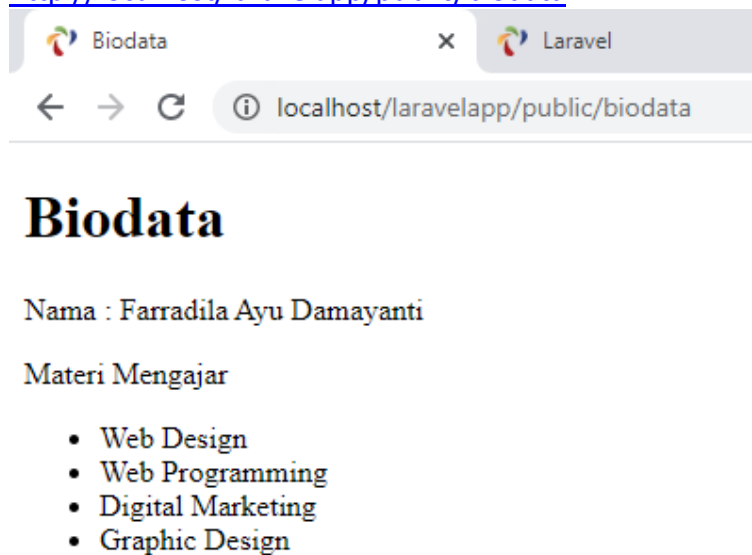 Biodata
Laravel
localhost/laravelapp/public/biodata
Biodata
Nama : Farradila Ayu Damayanti
Materi Mengajar
• Web Design
• Web Programming
• Digital Marketing
• Graphic Design